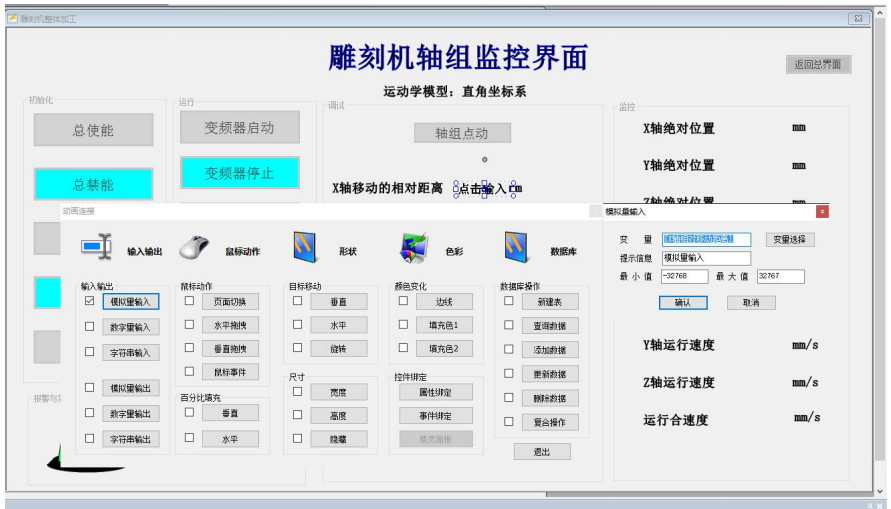 雕刻机整体加工
雕刻机轴组监控界面
返回总界面
运动学模型：直角坐标系
初始化
运行
调试
监控
总使能
变频器启动
轴组点动
X轴绝对位置 mm
总禁能
变频器停止
X轴移动的相对距离 点击输入 mm
Y轴绝对位置 mm
Z轴绝对位置 mm
动画连接
输入输出
鼠标动作
形状
色彩
数据库
输入输出
模拟量输入
数字量输入
字符串输入
模拟量输出
数字量输出
字符串输出
鼠标动作
页面切换
水平拖拽
垂直拖拽
鼠标事件
百分比填充
垂直
水平
目标移动
垂直
水平
旋转
尺寸
宽度
高度
隐藏
颜色变化
边线
填充色1
填充色2
控件绑定
属性绑定
事件绑定
精灵面板
数据库操作
新建表
查询数据
添加数据
更新数据
删除数据
复合操作
退出
模拟量输入
变 量
变量选择
提示信息 模拟量输入
最小值 -32768 最大值 32767
确认
取消
Y轴运行速度 mm/s
Z轴运行速度 mm/s
运行合速度 mm/s